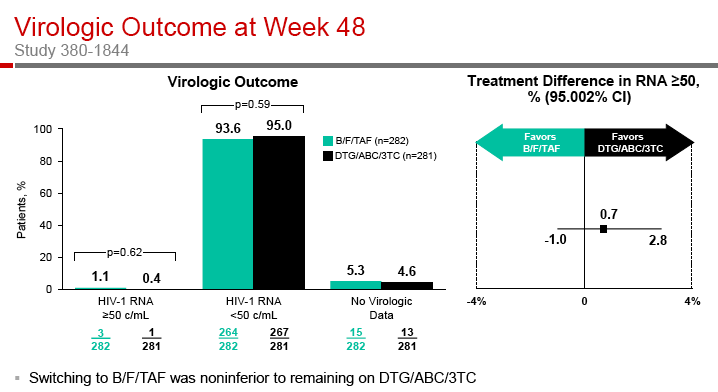 Virologic Outcome at Week 48
Study 380-1844
Virologic Outcome
p=0.59
100
93.6
95.0
B/F/TAF (n=282)
DTG/ABC/3TC (n=281)
80
60
Patients, %
40
p=0.62
20
1.1
0.4
5.3
4.6
0
HIV-1 RNA
≥50 c/mL
HIV-1 RNA
<50 c/mL
No Virologic
Data
3
282
1
281
264
282
267
281
15
282
13
281
Treatment Difference in RNA ≥50,
% (95.002% CI)
Favors
B/F/TAF
Favors
DTG/ABC/3TC
0.7
-1.0
2.8
-4%
0
4%
▪ Switching to B/F/TAF was noninferior to remaining on DTG/ABC/3TC